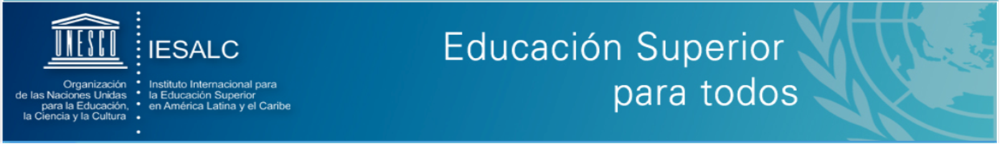 UNESCO
Organización
de las Naciones Unidas
para la Educación,
la Ciencia y la Cultura
IESALC
Instituto Internacional para
la Educación Superior
en América Latina y el Caribe
Educación Superior
para todos